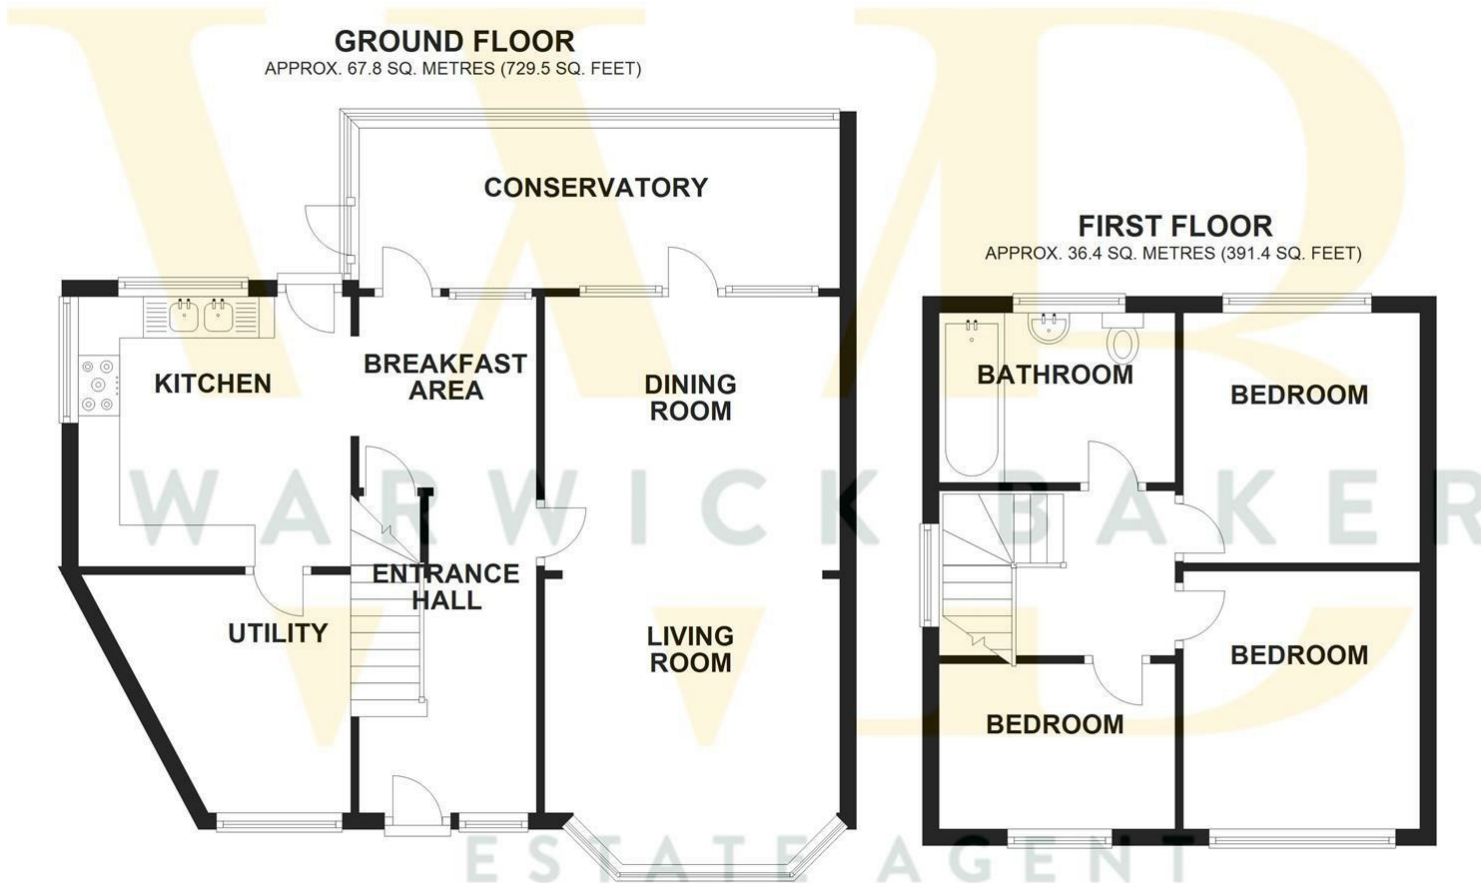 GROUND FLOOR
APPROX. 67.8 SQ. METRES (729.5 SQ. FEET)
CONSERVATORY
KITCHEN
BREAKFAST
AREA
DINING
ROOM
ENTRANCE
HALL
UTILITY
LIVING
ROOM
FIRST FLOOR
APPROX. 36.4 SQ. METRES (391.4 SQ. FEET)
BATHROOM
BEDROOM
BEDROOM
BEDROOM
WB
WARWICK BAKER
ESTATE AGENT